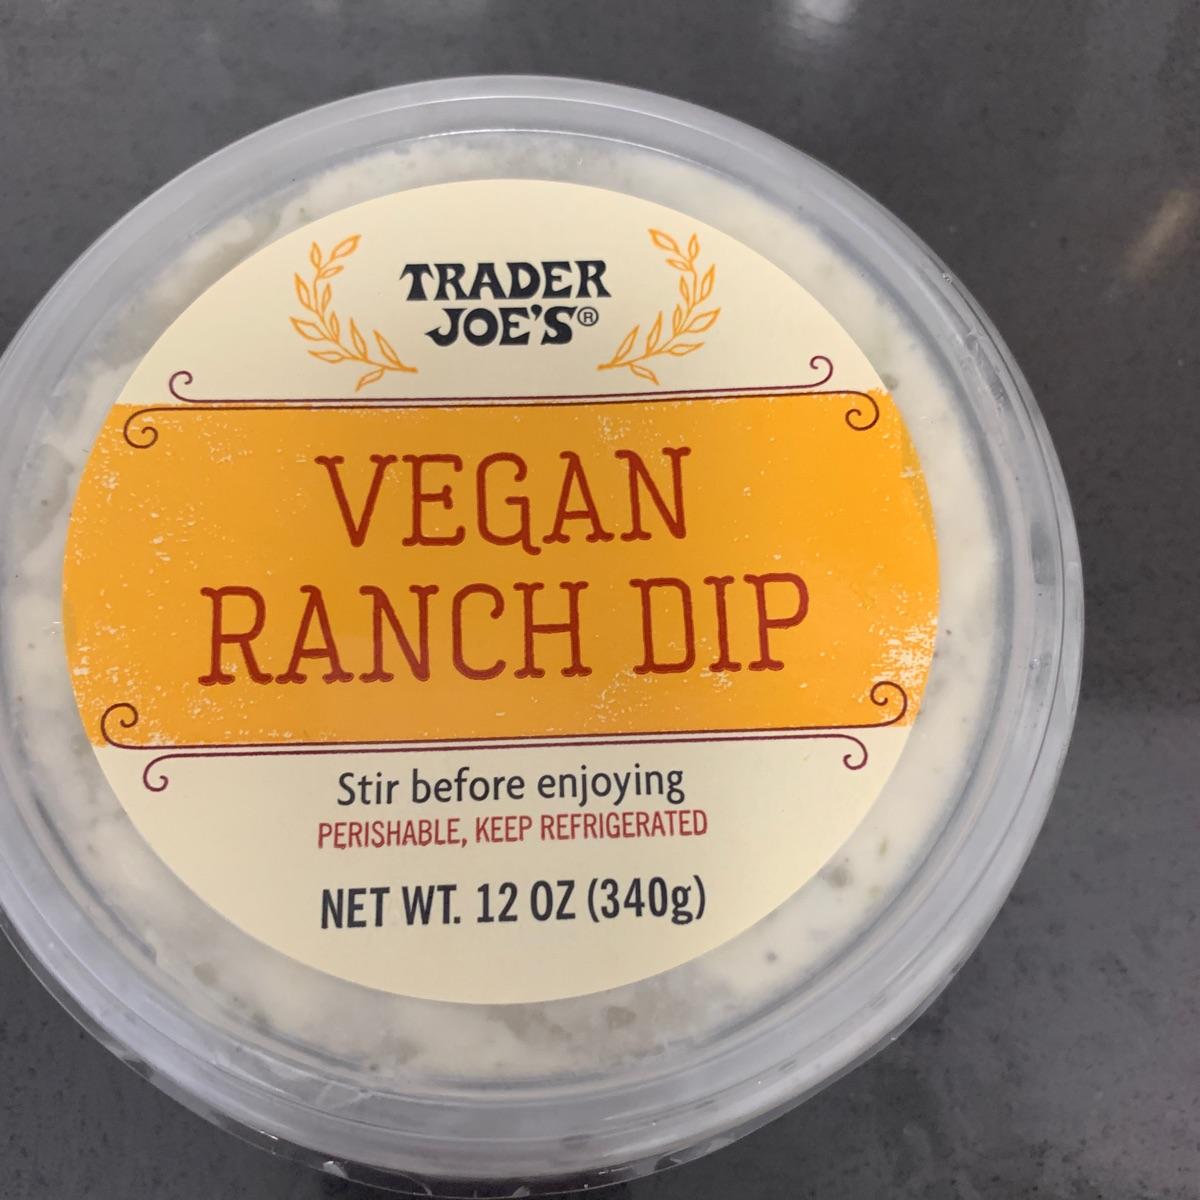 TRADER
JOE'S®
VEGAN
RANCH DIP
Stir before enjoying
PERISHABLE, KEEP REFRIGERATED
NET WT. 12 OZ (340g)